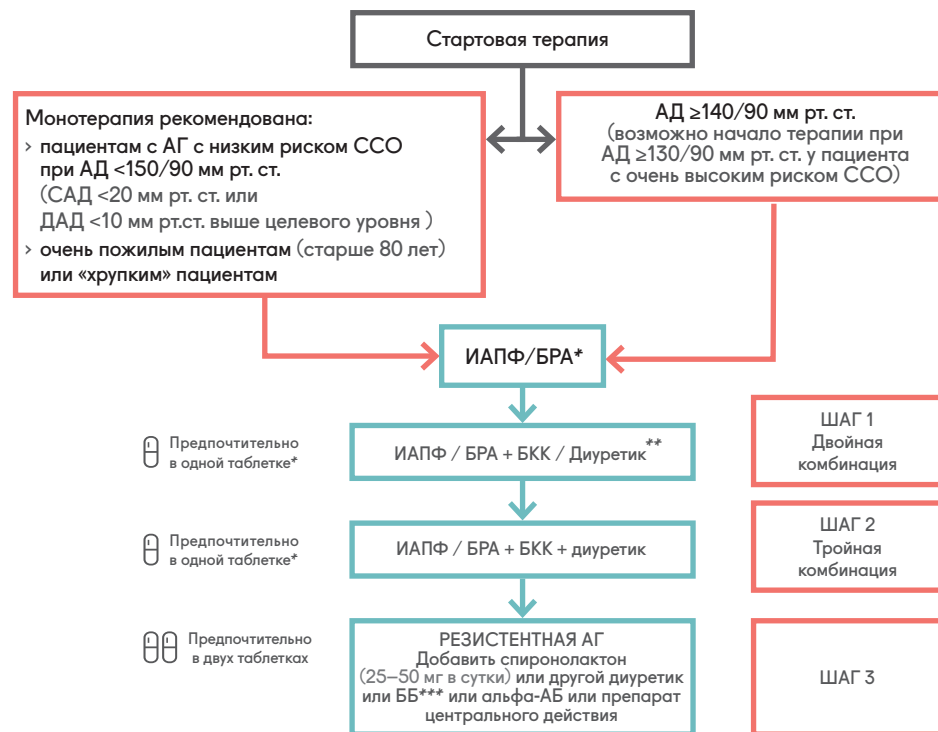 Стартовая терапия
Монотерапия рекомендована:
› пациентам с АГ с низким риском ССО
при АД <150/90 мм рт. ст.
(САД <20 мм рт. ст. или
ДАД <10 мм рт.ст. выше целевого уровня )
› очень пожилым пациентам (старше 80 лет)
или «хрупким» пациентам
АД ≥140/90 мм рт. ст.
(возможно начало терапии при
АД ≥130/90 мм рт. ст. у пациента
с очень высоким риском ССО)
ИАПФ/БРА*
Предпочтительно
в одной таблетке*
ИАПФ / БРА + БКК / Диуретик**
ШАГ 1
Двойная
комбинация
Предпочтительно
в одной таблетке*
ИАПФ / БРА + БКК + диуретик
ШАГ 2
Тройная
комбинация
Предпочтительно
в двух таблетках
РЕЗИСТЕНТНАЯ АГ
Добавить спиронолактон
(25–50 мг в сутки) или другой диуретик
или ББ*** или альфа-АБ или препарат
центрального действия
ШАГ 3